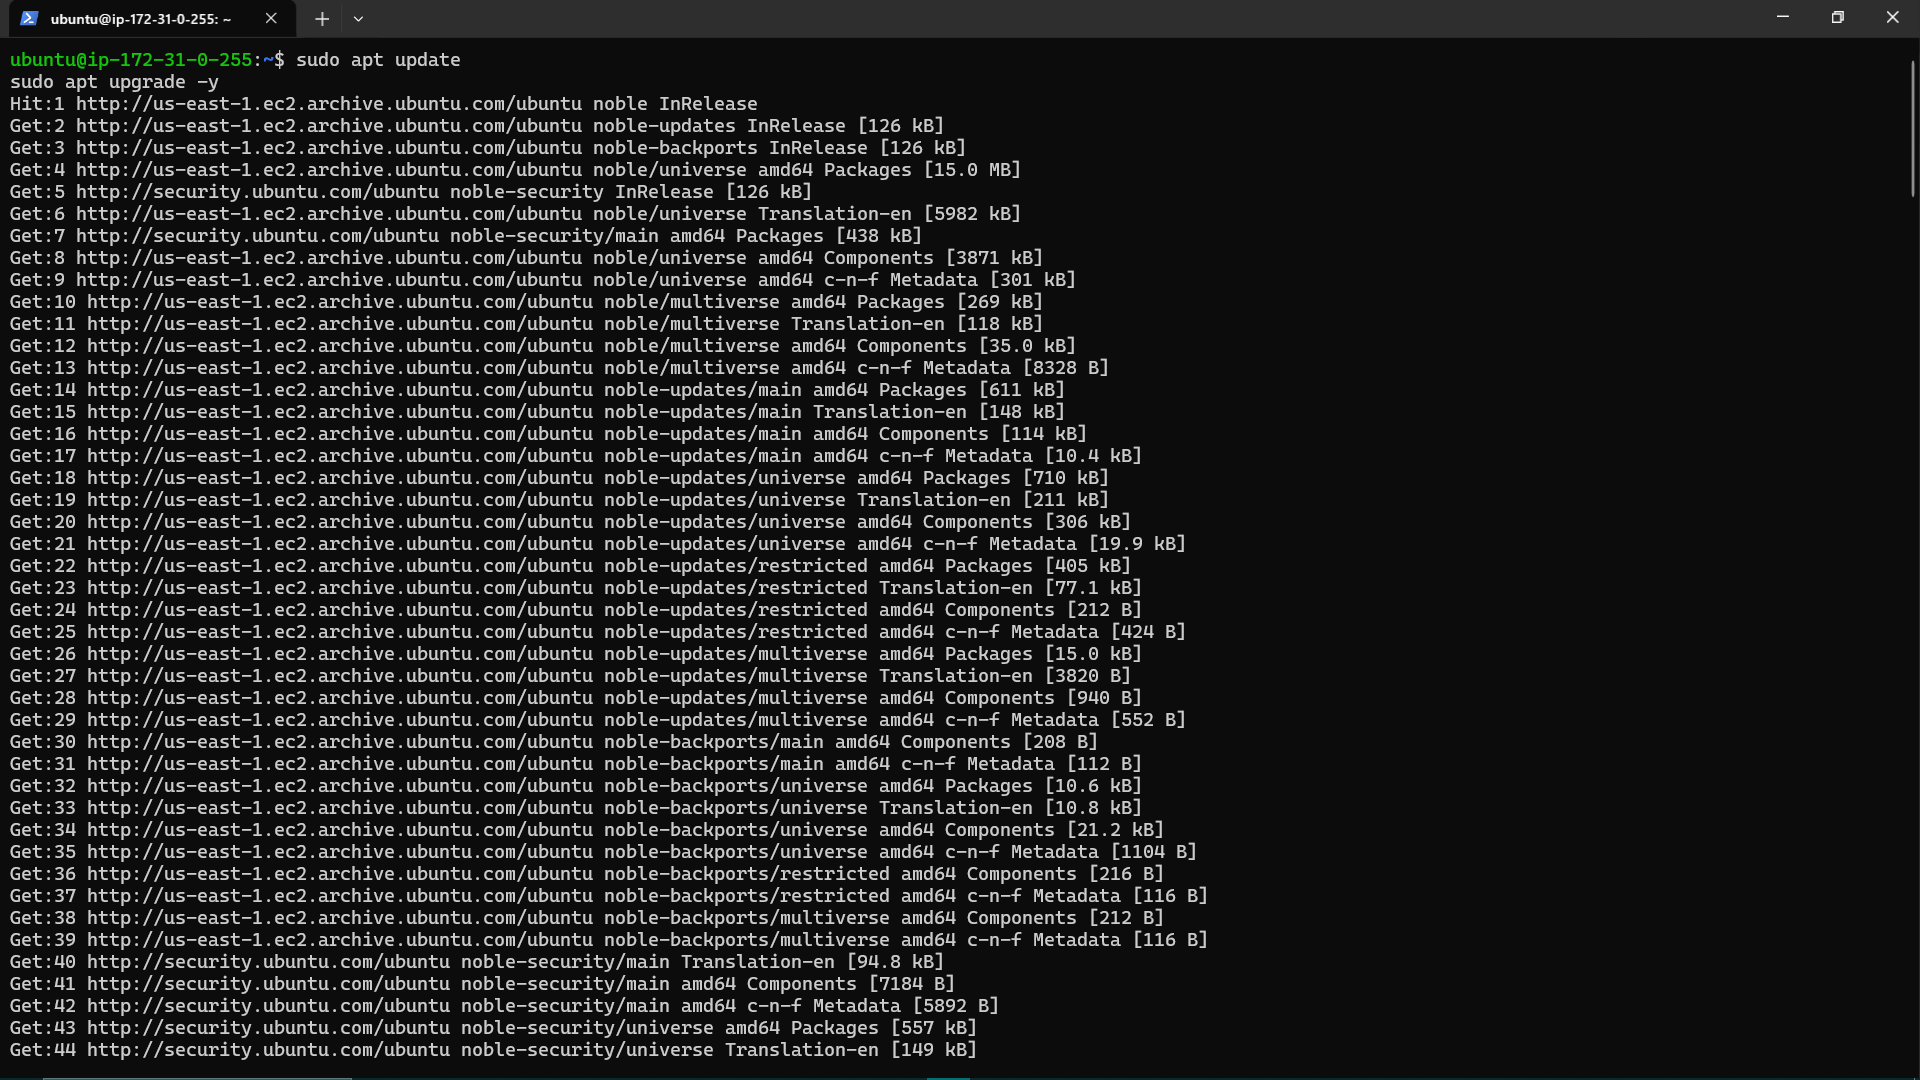 ubuntu@ip-172-31-0-255: ~
ubuntu@ip-172-31-0-255:~$ sudo apt update
sudo apt upgrade -y
Hit:1 http://us-east-1.ec2.archive.ubuntu.com/ubuntu noble InRelease
Get:2 http://us-east-1.ec2.archive.ubuntu.com/ubuntu noble-updates InRelease [126 kB]
Get:3 http://us-east-1.ec2.archive.ubuntu.com/ubuntu noble-backports InRelease [126 kB]
Get:4 http://us-east-1.ec2.archive.ubuntu.com/ubuntu noble/universe amd64 Packages [15.0 MB]
Get:5 http://security.ubuntu.com/ubuntu noble-security InRelease [126 kB]
Get:6 http://us-east-1.ec2.archive.ubuntu.com/ubuntu noble/universe Translation-en [5982 kB]
Get:7 http://security.ubuntu.com/ubuntu noble-security/main amd64 Packages [438 kB]
Get:8 http://us-east-1.ec2.archive.ubuntu.com/ubuntu noble/universe amd64 Components [3871 kB]
Get:9 http://us-east-1.ec2.archive.ubuntu.com/ubuntu noble/universe amd64 c-n-f Metadata [301 kB]
Get:10 http://us-east-1.ec2.archive.ubuntu.com/ubuntu noble/multiverse amd64 Packages [269 kB]
Get:11 http://us-east-1.ec2.archive.ubuntu.com/ubuntu noble/multiverse Translation-en [118 kB]
Get:12 http://us-east-1.ec2.archive.ubuntu.com/ubuntu noble/multiverse amd64 Components [35.0 kB]
Get:13 http://us-east-1.ec2.archive.ubuntu.com/ubuntu noble/multiverse amd64 c-n-f Metadata [8328 B]
Get:14 http://us-east-1.ec2.archive.ubuntu.com/ubuntu noble-updates/main amd64 Packages [611 kB]
Get:15 http://us-east-1.ec2.archive.ubuntu.com/ubuntu noble-updates/main Translation-en [148 kB]
Get:16 http://us-east-1.ec2.archive.ubuntu.com/ubuntu noble-updates/main amd64 Components [114 kB]
Get:17 http://us-east-1.ec2.archive.ubuntu.com/ubuntu noble-updates/main amd64 c-n-f Metadata [10.4 kB]
Get:18 http://us-east-1.ec2.archive.ubuntu.com/ubuntu noble-updates/universe amd64 Packages [710 kB]
Get:19 http://us-east-1.ec2.archive.ubuntu.com/ubuntu noble-updates/universe Translation-en [211 kB]
Get:20 http://us-east-1.ec2.archive.ubuntu.com/ubuntu noble-updates/universe amd64 Components [306 kB]
Get:21 http://us-east-1.ec2.archive.ubuntu.com/ubuntu noble-updates/universe amd64 c-n-f Metadata [19.9 kB]
Get:22 http://us-east-1.ec2.archive.ubuntu.com/ubuntu noble-updates/restricted amd64 Packages [405 kB]
Get:23 http://us-east-1.ec2.archive.ubuntu.com/ubuntu noble-updates/restricted Translation-en [77.1 kB]
Get:24 http://us-east-1.ec2.archive.ubuntu.com/ubuntu noble-updates/restricted amd64 Components [212 B]
Get:25 http://us-east-1.ec2.archive.ubuntu.com/ubuntu noble-updates/restricted amd64 c-n-f Metadata [424 B]
Get:26 http://us-east-1.ec2.archive.ubuntu.com/ubuntu noble-updates/multiverse amd64 Packages [15.0 kB]
Get:27 http://us-east-1.ec2.archive.ubuntu.com/ubuntu noble-updates/multiverse Translation-en [3820 B]
Get:28 http://us-east-1.ec2.archive.ubuntu.com/ubuntu noble-updates/multiverse amd64 Components [940 B]
Get:29 http://us-east-1.ec2.archive.ubuntu.com/ubuntu noble-updates/multiverse amd64 c-n-f Metadata [552 B]
Get:30 http://us-east-1.ec2.archive.ubuntu.com/ubuntu noble-backports/main amd64 Components [208 B]
Get:31 http://us-east-1.ec2.archive.ubuntu.com/ubuntu noble-backports/main amd64 c-n-f Metadata [112 B]
Get:32 http://us-east-1.ec2.archive.ubuntu.com/ubuntu noble-backports/universe amd64 Packages [10.6 kB]
Get:33 http://us-east-1.ec2.archive.ubuntu.com/ubuntu noble-backports/universe Translation-en [10.8 kB]
Get:34 http://us-east-1.ec2.archive.ubuntu.com/ubuntu noble-backports/universe amd64 Components [21.2 kB]
Get:35 http://us-east-1.ec2.archive.ubuntu.com/ubuntu noble-backports/universe amd64 c-n-f Metadata [1104 B]
Get:36 http://us-east-1.ec2.archive.ubuntu.com/ubuntu noble-backports/restricted amd64 Components [216 B]
Get:37 http://us-east-1.ec2.archive.ubuntu.com/ubuntu noble-backports/restricted amd64 c-n-f Metadata [116 B]
Get:38 http://us-east-1.ec2.archive.ubuntu.com/ubuntu noble-backports/multiverse amd64 Components [212 B]
Get:39 http://us-east-1.ec2.archive.ubuntu.com/ubuntu noble-backports/multiverse amd64 c-n-f Metadata [116 B]
Get:40 http://security.ubuntu.com/ubuntu noble-security/main Translation-en [94.8 kB]
Get:41 http://security.ubuntu.com/ubuntu noble-security/main amd64 Components [7184 B]
Get:42 http://security.ubuntu.com/ubuntu noble-security/main amd64 c-n-f Metadata [5892 B]
Get:43 http://security.ubuntu.com/ubuntu noble-security/universe amd64 Packages [557 kB]
Get:44 http://security.ubuntu.com/ubuntu noble-security/universe Translation-en [149 kB]